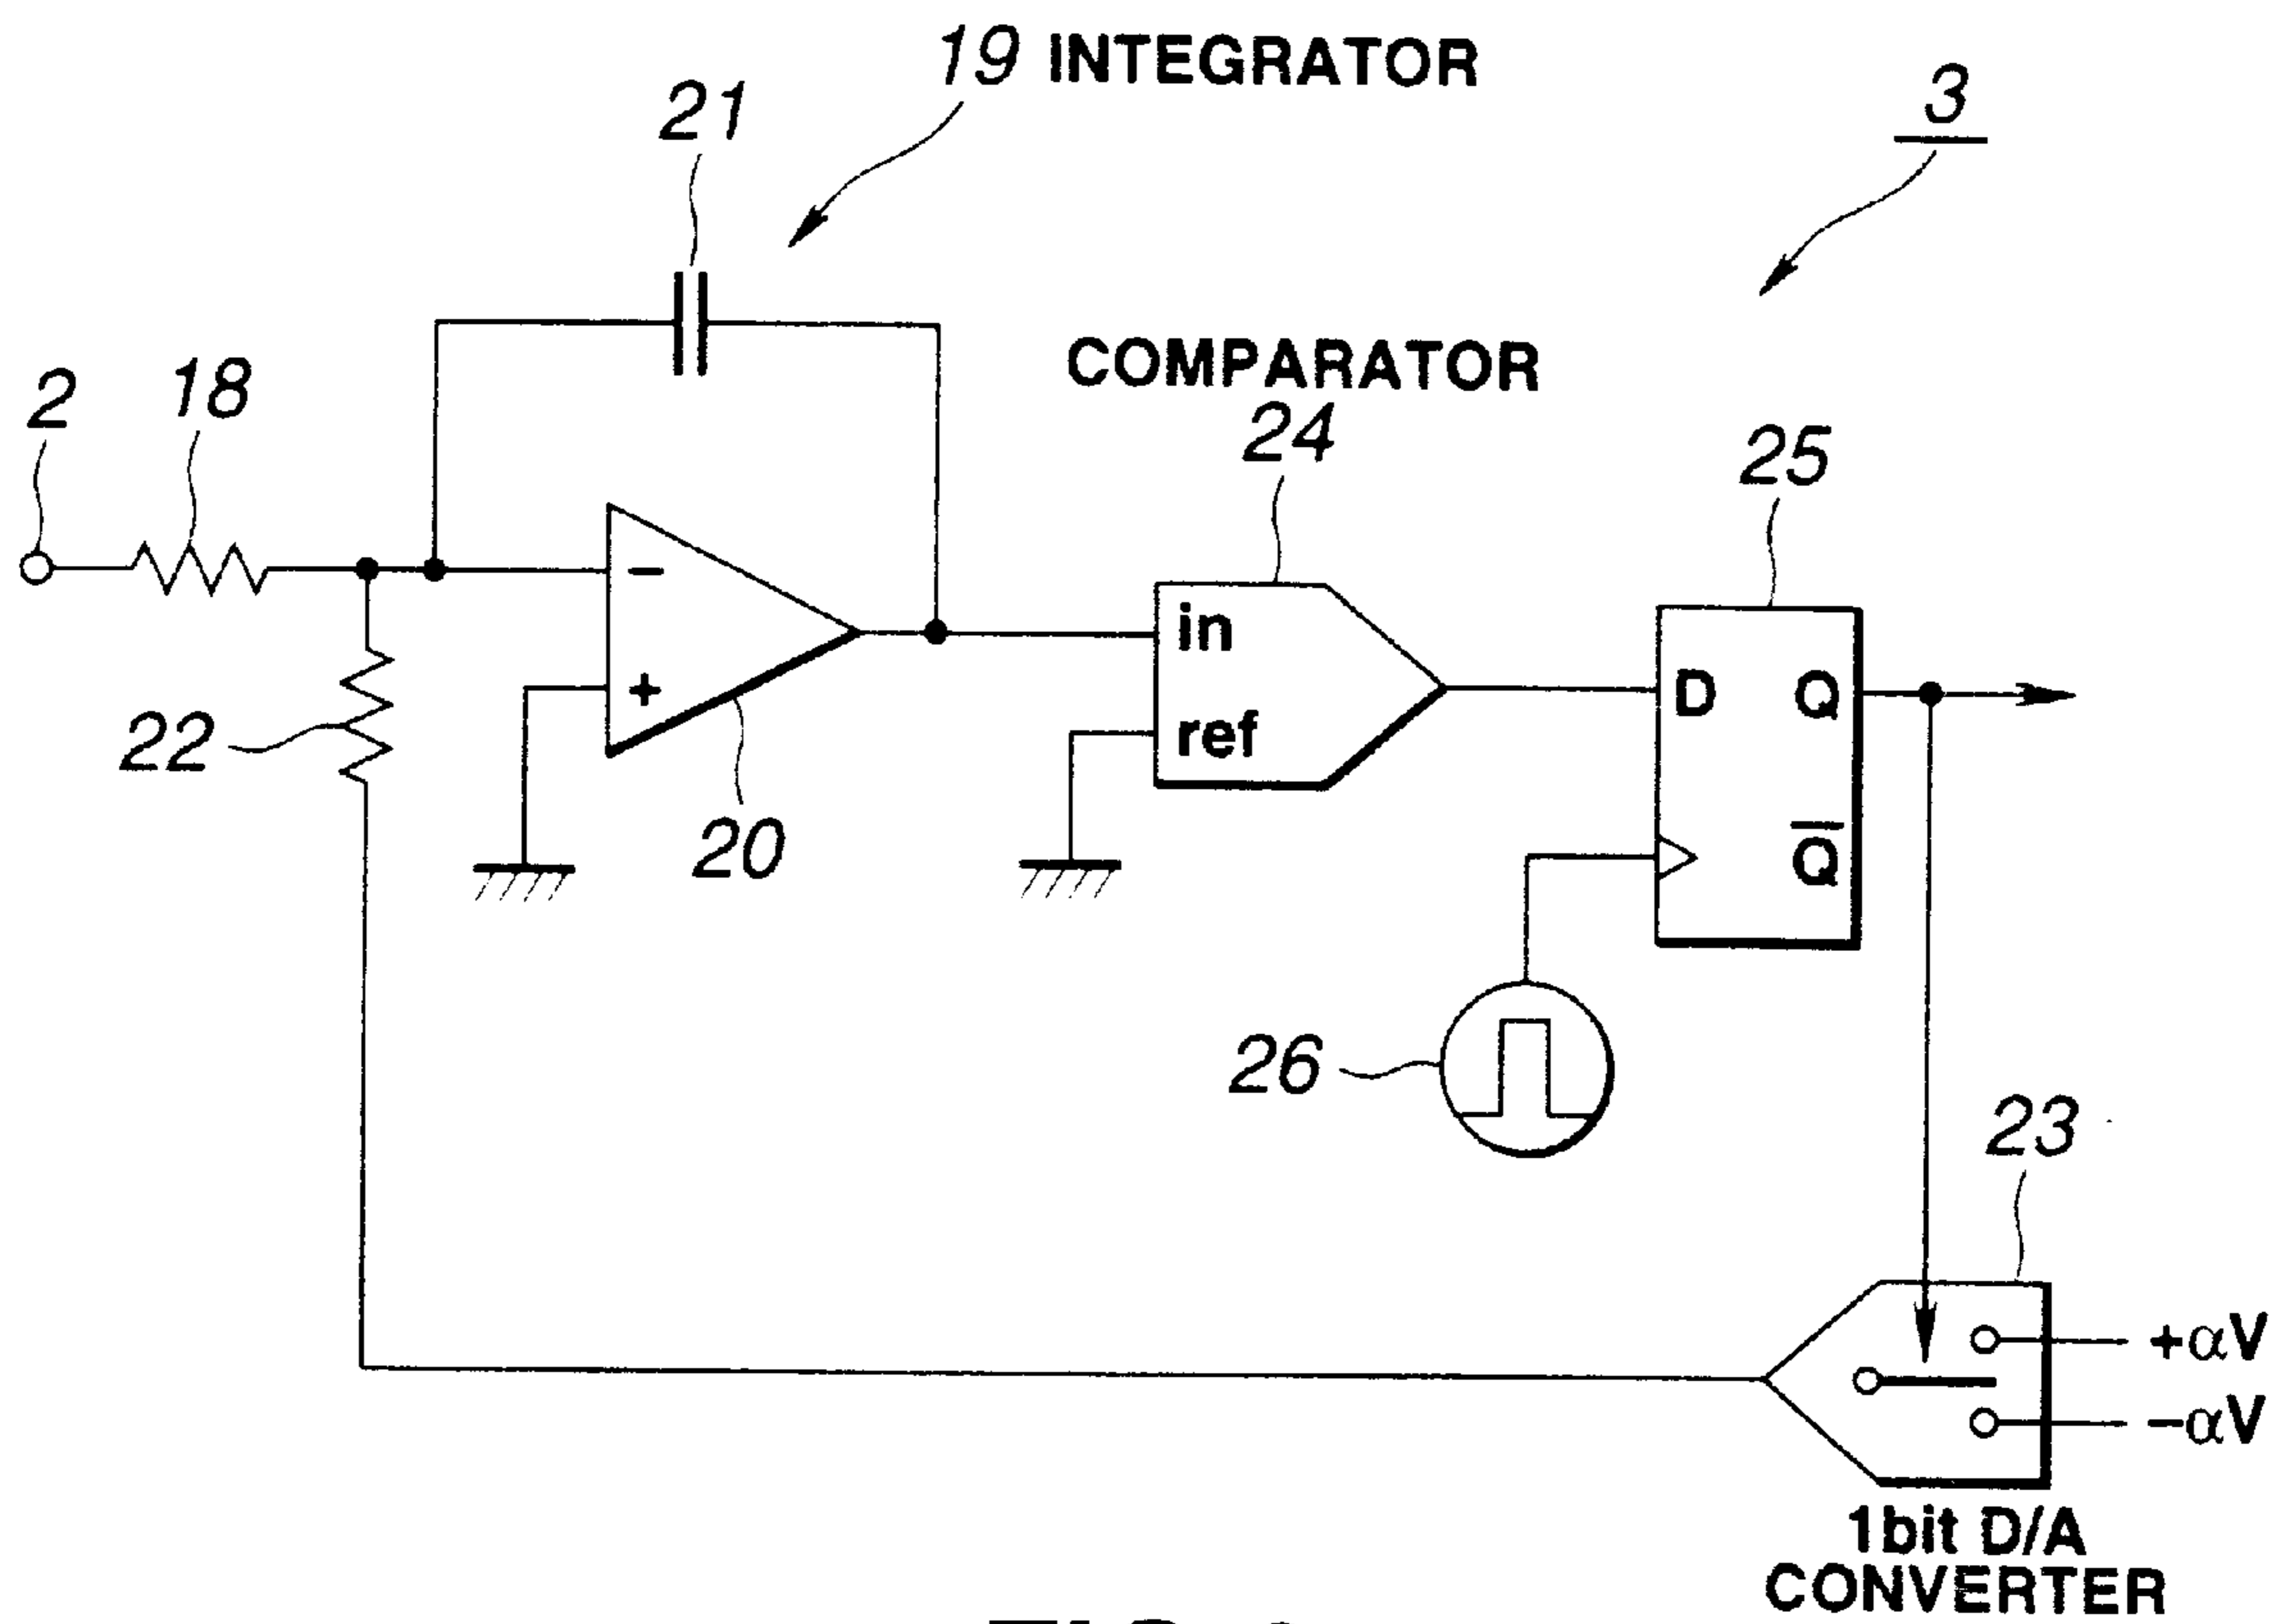 19 INTEGRATOR
21
3
COMPARATOR
24
2
18
25
−
+
in
ref
D Q
Q̅
22
20
26
23
+αV
−αV
1bit D/A
CONVERTER